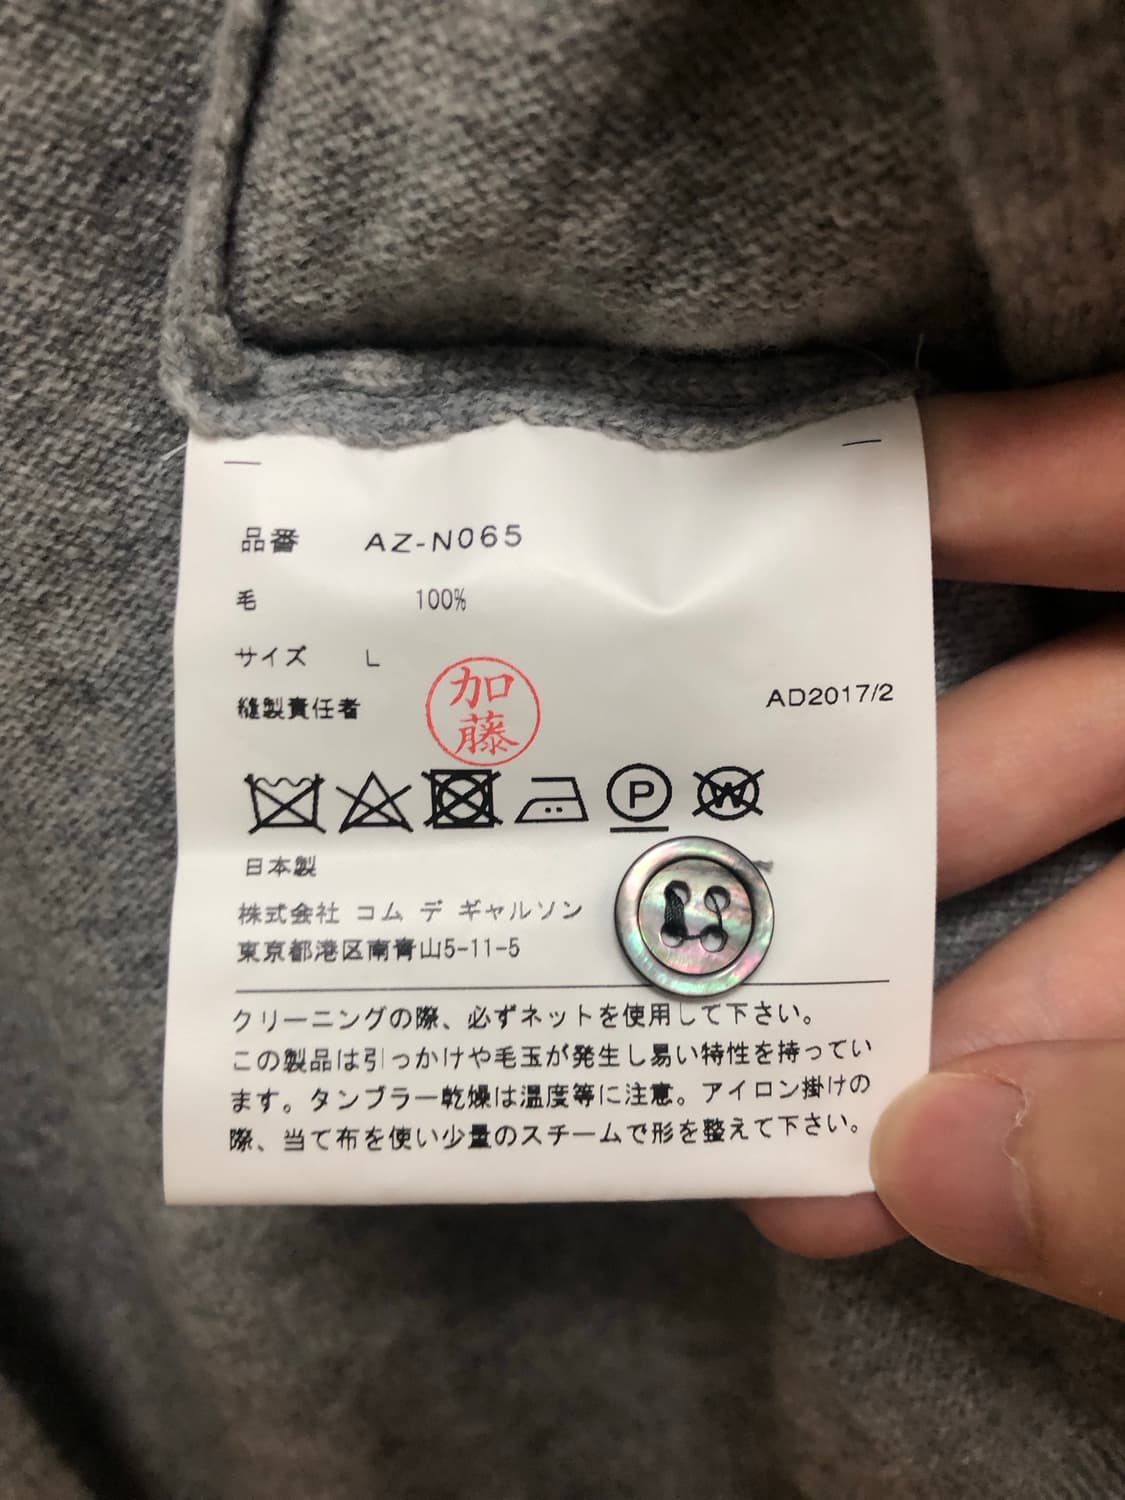 品番 AZ-N065
毛 100%
サイズ L
縫製責任者 加藤
AD2017/2
P W
日本製
株式会社 コム デ ギャルソン
東京都港区南青山5-11-5
クリーニングの際、必ずネットを使用して下さい。
この製品は引っかけや毛玉が発生し易い特性を持ってい
ます。タンブラー乾燥は温度等に注意。アイロン掛けの
際、当て布を使い少量のスチームで形を整えて下さい。